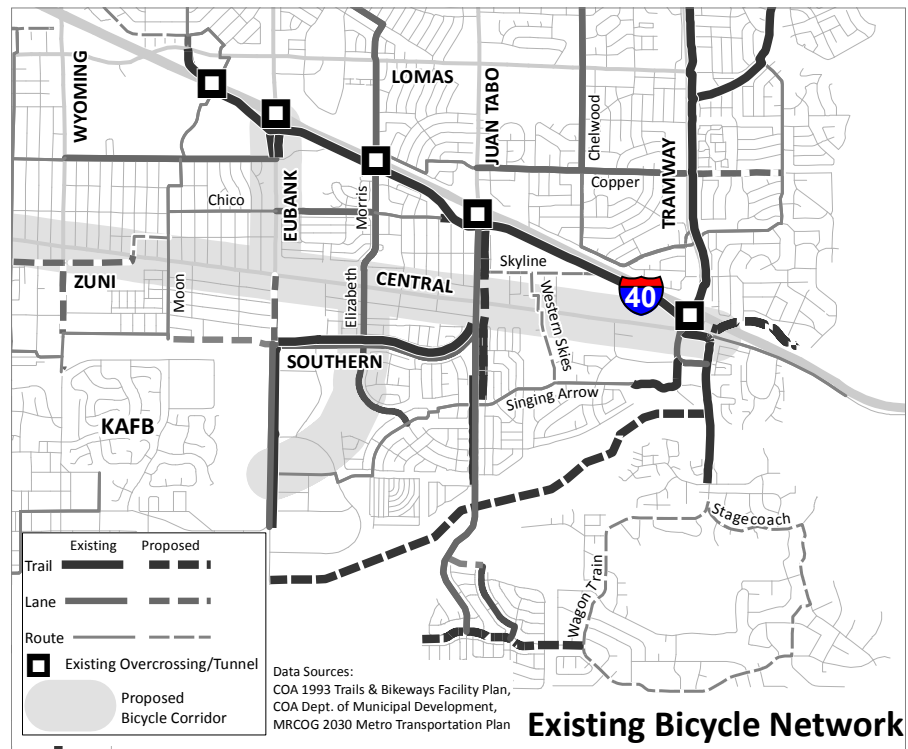 WYOMING
LOMAS
JUAN TABO
Chelwood
TRAMWAY
Copper
Chico
EUBANK
Morris
Skyline
ZUNI
Moon
CENTRAL
Elizabeth
Western Skies
40
SOUTHERN
Singing Arrow
KAFB
Stagecoach
Wagon Train
Existing Proposed
Trail
Lane
Route
Existing Overcrossing/Tunnel
Proposed
Bicycle Corridor
Data Sources:
COA 1993 Trails & Bikeways Facility Plan,
COA Dept. of Municipal Development,
MRCOG 2030 Metro Transportation Plan
Existing Bicycle Network